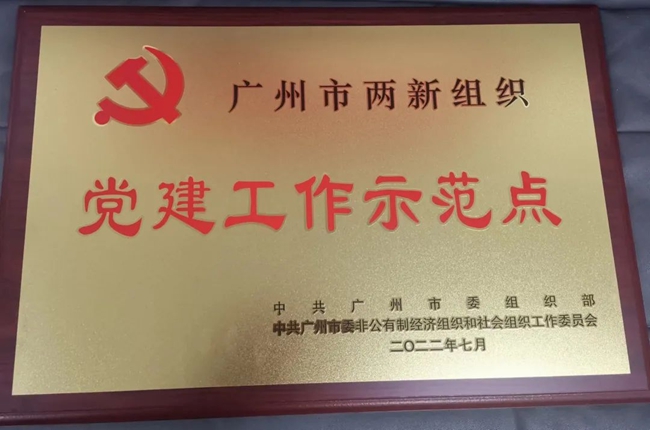 广州市两新组织
党建工作示范点
中共广州市委组织部
中共广州市委非公有制经济组织和社会组织工作委员会
二〇二二年七月